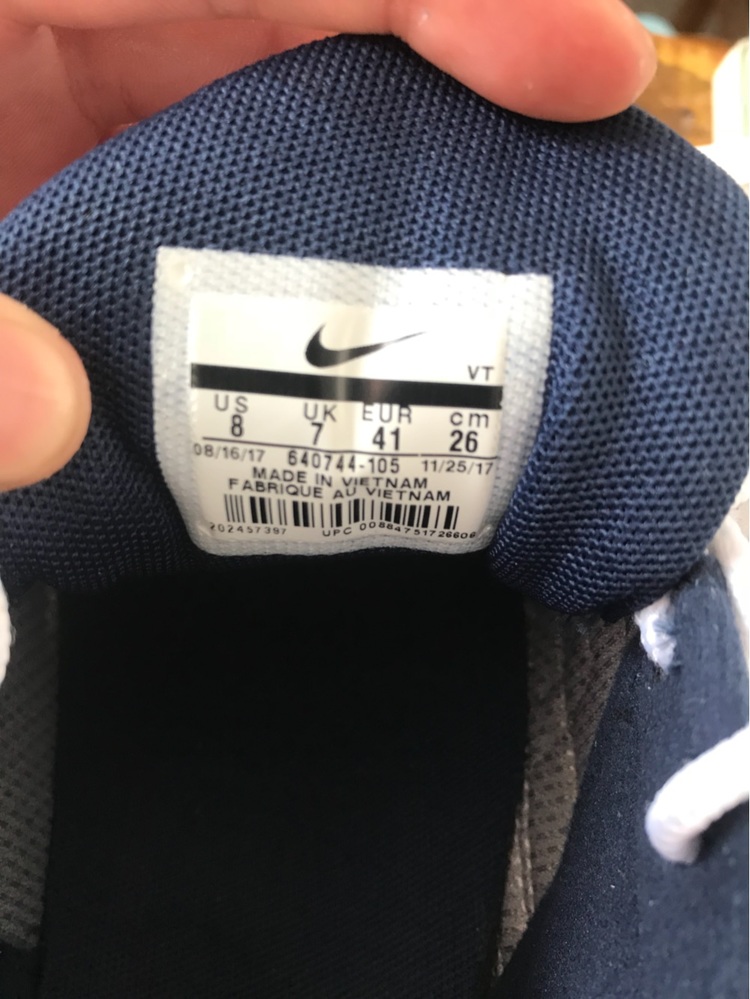 VT
US UK EUR cm
8 7 41 26
08/16/17 640744-105 11/25/17
MADE IN VIETNAM
FABRIQUE AU VIETNAM
202457397 UPC 00884751726606